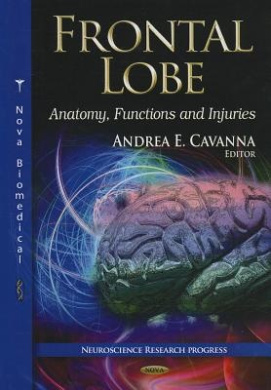 FRONTAL
LOBE
Anatomy, Functions and Injuries
ANDREA E. CAVANNA
EDITOR
Nova Biomedical
NEUROSCIENCE RESEARCH PROGRESS
NOVA